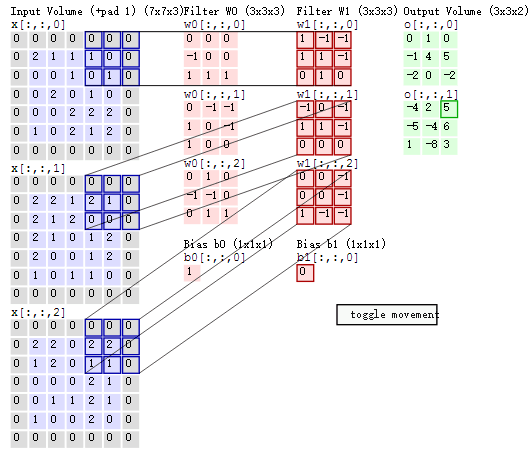 Input Volume (+pad 1) (7x7x3)
x[:,:,0]
0 0 0 0 0 0 0
0 2 1 1 1 0 0
0 0 0 1 0 1 0
0 0 2 0 1 0 0
0 0 0 2 2 2 0
0 1 0 2 1 2 0
0 0 0 0 0 0 0
x[:,:,1]
0 0 0 0 0 0 0
0 2 2 1 2 1 0
0 2 1 2 0 0 0
0 2 1 0 1 2 0
0 2 0 0 1 2 0
0 1 0 1 1 0 0
0 0 0 0 0 0 0
x[:,:,2]
0 0 0 0 0 0 0
0 2 2 0 2 2 0
0 1 2 0 1 1 0
0 0 0 0 2 1 0
0 0 1 1 2 1 0
0 1 0 0 2 0 0
0 0 0 0 0 0 0
Filter W0 (3x3x3)
w0[:,:,0]
0 0 0
-1 0 0
1 1 1
w0[:,:,1]
0 -1 -1
1 0 -1
1 0 0
w0[:,:,2]
0 1 0
-1 -1 0
0 1 1
Bias b0 (1x1x1)
b0[:,:,0]
1
Filter W1 (3x3x3)
w1[:,:,0]
1 -1 -1
1 1 -1
0 1 0
w1[:,:,1]
-1 0 -1
1 1 -1
0 0 0
w1[:,:,2]
0 0 -1
0 0 -1
1 -1 -1
Bias b1 (1x1x1)
b1[:,:,0]
0
Output Volume (3x3x2)
o[:,:,0]
0 1 0
-1 4 5
-2 0 -2
o[:,:,1]
-4 2 5
-5 -4 6
1 -8 3
toggle movement